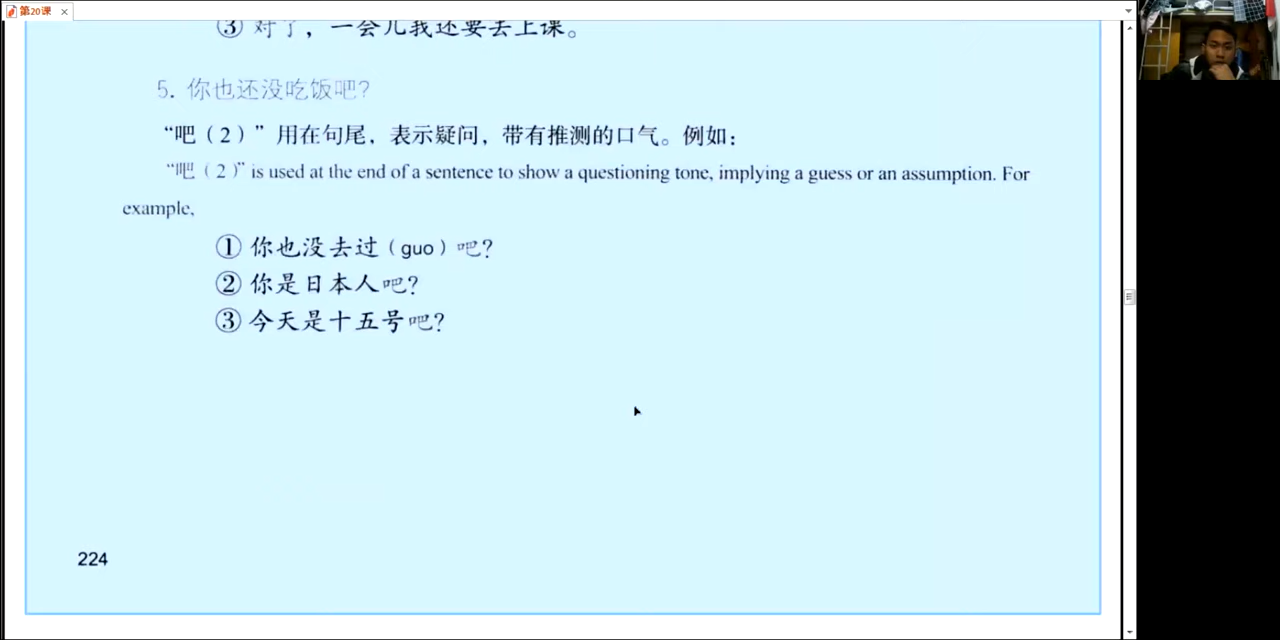 第20课
③ 对了，一会儿我还要去上课。
5. 你也还没吃饭吧?
“吧（2）”用在句尾，表示疑问，带有推测的口气。例如：
“吧（2）” is used at the end of a sentence to show a questioning tone, implying a guess or an assumption. For
example,
① 你也没去过（guo）吧?
② 你是日本人吧?
③ 今天是十五号吧?
224